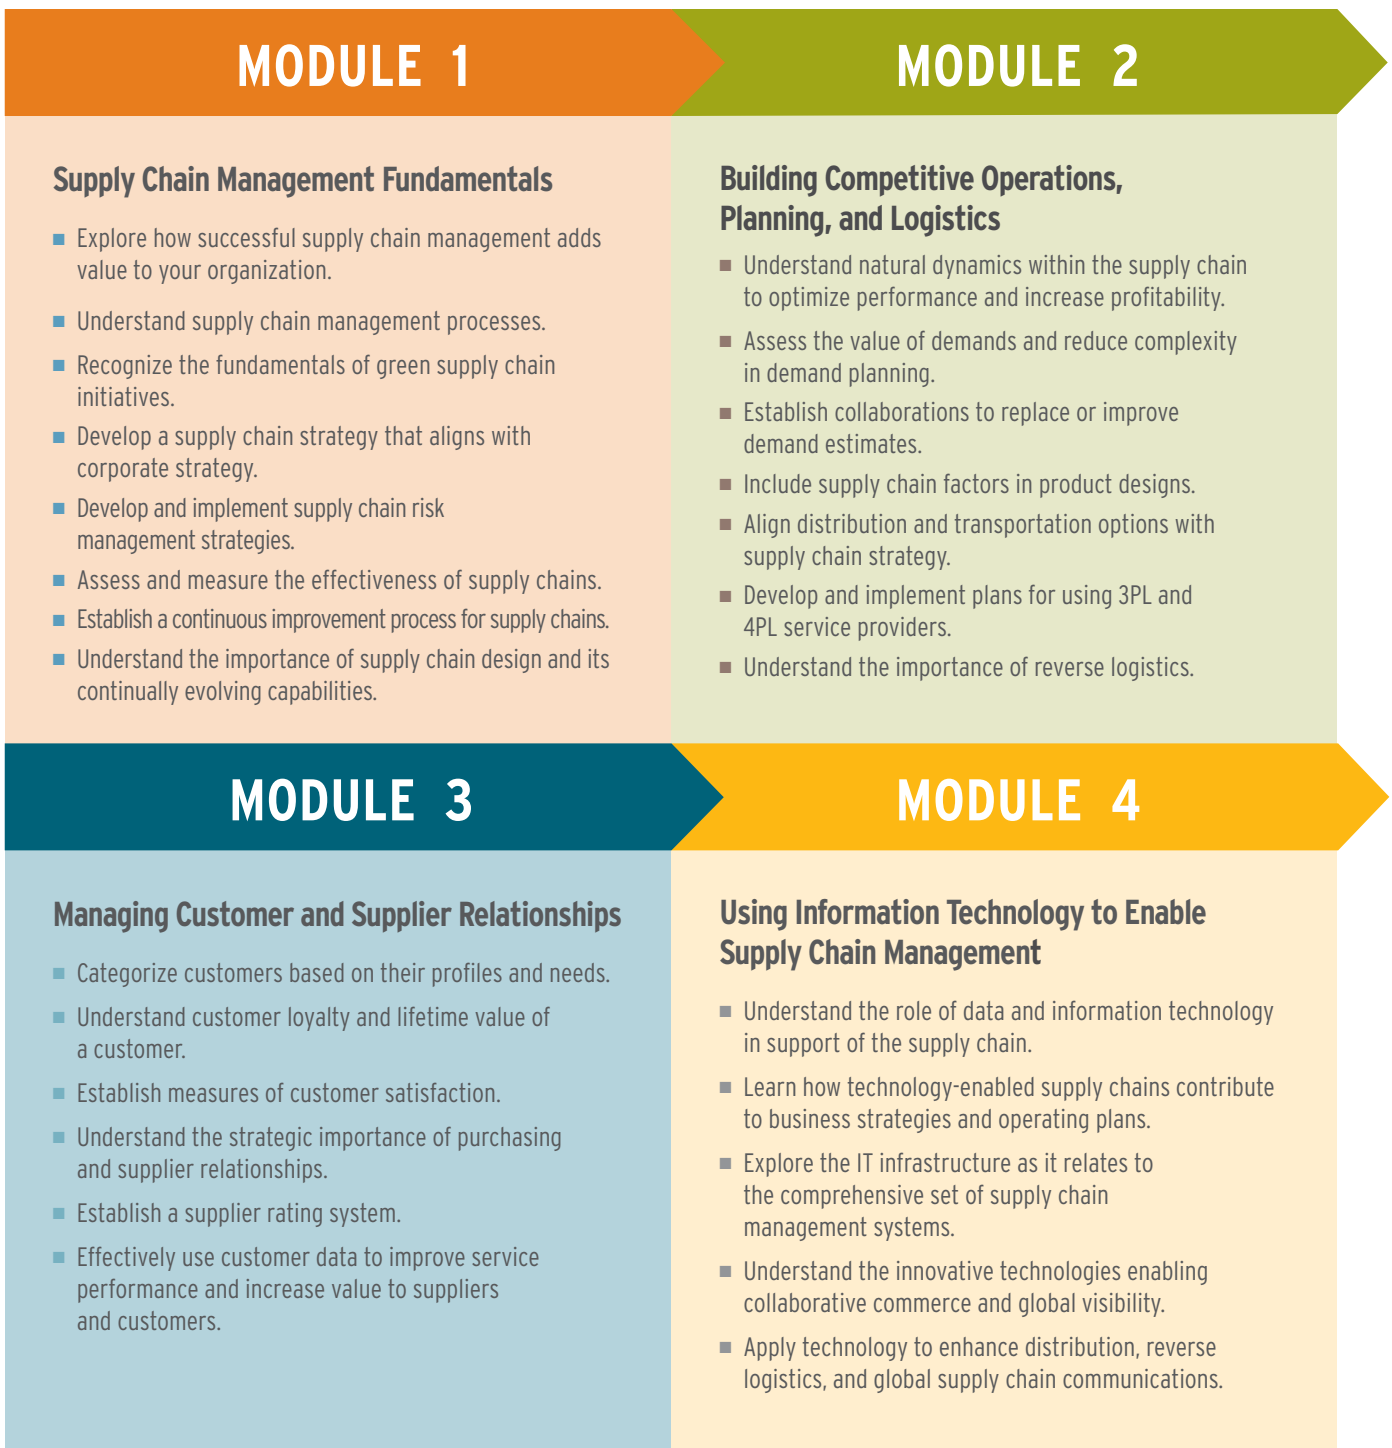 MODULE 1
Supply Chain Management Fundamentals
■ Explore how successful supply chain management adds
value to your organization.
■ Understand supply chain management processes.
■ Recognize the fundamentals of green supply chain
initiatives.
■ Develop a supply chain strategy that aligns with
corporate strategy.
■ Develop and implement supply chain risk
management strategies.
■ Assess and measure the effectiveness of supply chains.
■ Establish a continuous improvement process for supply chains.
■ Understand the importance of supply chain design and its
continually evolving capabilities.
MODULE 2
Building Competitive Operations,
Planning, and Logistics
■ Understand natural dynamics within the supply chain
to optimize performance and increase profitability.
■ Assess the value of demands and reduce complexity
in demand planning.
■ Establish collaborations to replace or improve
demand estimates.
■ Include supply chain factors in product designs.
■ Align distribution and transportation options with
supply chain strategy.
■ Develop and implement plans for using 3PL and
4PL service providers.
■ Understand the importance of reverse logistics.
MODULE 3
Managing Customer and Supplier Relationships
■ Categorize customers based on their profiles and needs.
■ Understand customer loyalty and lifetime value of
a customer.
■ Establish measures of customer satisfaction.
■ Understand the strategic importance of purchasing
and supplier relationships.
■ Establish a supplier rating system.
■ Effectively use customer data to improve service
performance and increase value to suppliers
and customers.
MODULE 4
Using Information Technology to Enable
Supply Chain Management
■ Understand the role of data and information technology
in support of the supply chain.
■ Learn how technology-enabled supply chains contribute
to business strategies and operating plans.
■ Explore the IT infrastructure as it relates to
the comprehensive set of supply chain
management systems.
■ Understand the innovative technologies enabling
collaborative commerce and global visibility.
■ Apply technology to enhance distribution, reverse
logistics, and global supply chain communications.